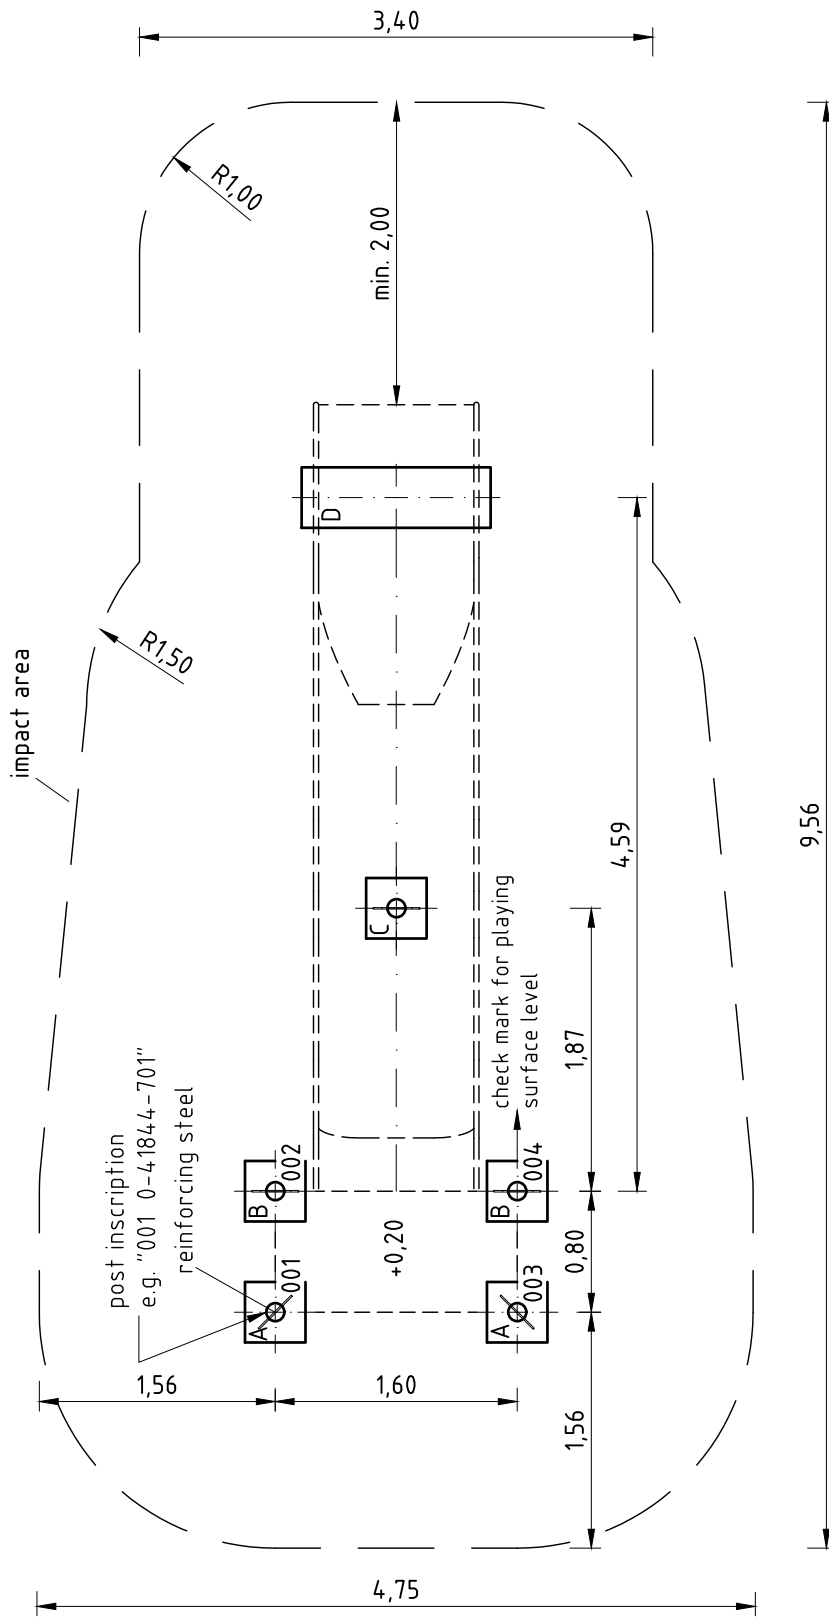 3,40
R1,00
min. 2,00
D
R1,50
impact area
4,59
9,56
C
check mark for playing
surface level
1,87
post inscription
e.g. "001 0-41844-701"
reinforcing steel
B
002
B
004
+0,20
0,80
A
001
A
003
1,56
1,60
1,56
4,75